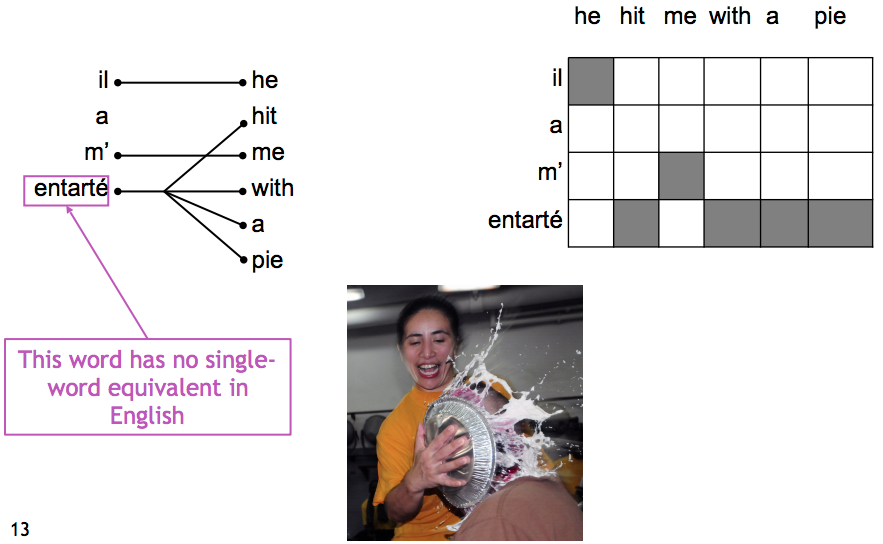 il he
a hit
m’ me
entarté with
a
pie
This word has no single-
word equivalent in
English
he hit me with a pie
il
a
m’
entarté
13